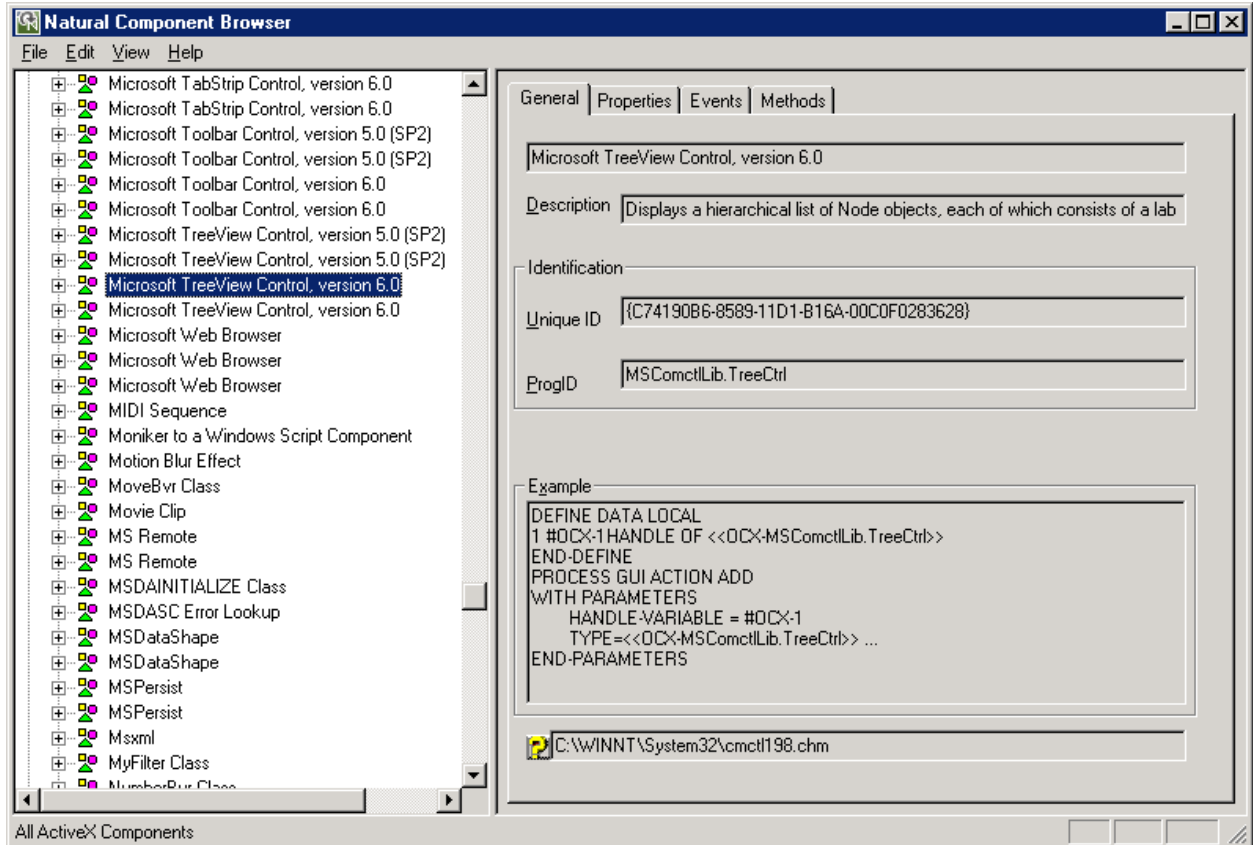 Natural Component Browser
File Edit View Help
Microsoft TabStrip Control, version 6.0
Microsoft TabStrip Control, version 6.0
Microsoft Toolbar Control, version 5.0 (SP2)
Microsoft Toolbar Control, version 5.0 (SP2)
Microsoft Toolbar Control, version 6.0
Microsoft Toolbar Control, version 6.0
Microsoft TreeView Control, version 5.0 (SP2)
Microsoft TreeView Control, version 5.0 (SP2)
Microsoft TreeView Control, version 6.0
Microsoft TreeView Control, version 6.0
Microsoft Web Browser
Microsoft Web Browser
Microsoft Web Browser
MIDI Sequence
Moniker to a Windows Script Component
Motion Blur Effect
MoveBvr Class
Movie Clip
MS Remote
MS Remote
MSDAINITIALIZE Class
MSDASC Error Lookup
MSDataShape
MSDataShape
MSPersist
MSPersist
Msxml
MyFilter Class
NumberBvr Class
General Properties Events Methods
Microsoft TreeView Control, version 6.0
Description Displays a hierarchical list of Node objects, each of which consists of a lab
Identification
Unique ID {C74190B6-8589-11D1-B16A-00C0F0283628}
ProgID MSComctlLib.TreeCtrl
Example
DEFINE DATA LOCAL
1 #OCX-1HANDLE OF <<OCX-MSComctlLib.TreeCtrl>>
END-DEFINE
PROCESS GUI ACTION ADD
WITH PARAMETERS
HANDLE-VARIABLE = #OCX-1
TYPE=<<OCX-MSComctlLib.TreeCtrl>> ...
END-PARAMETERS
C:\WINNT\System32\cmctl198.chm
All ActiveX Components